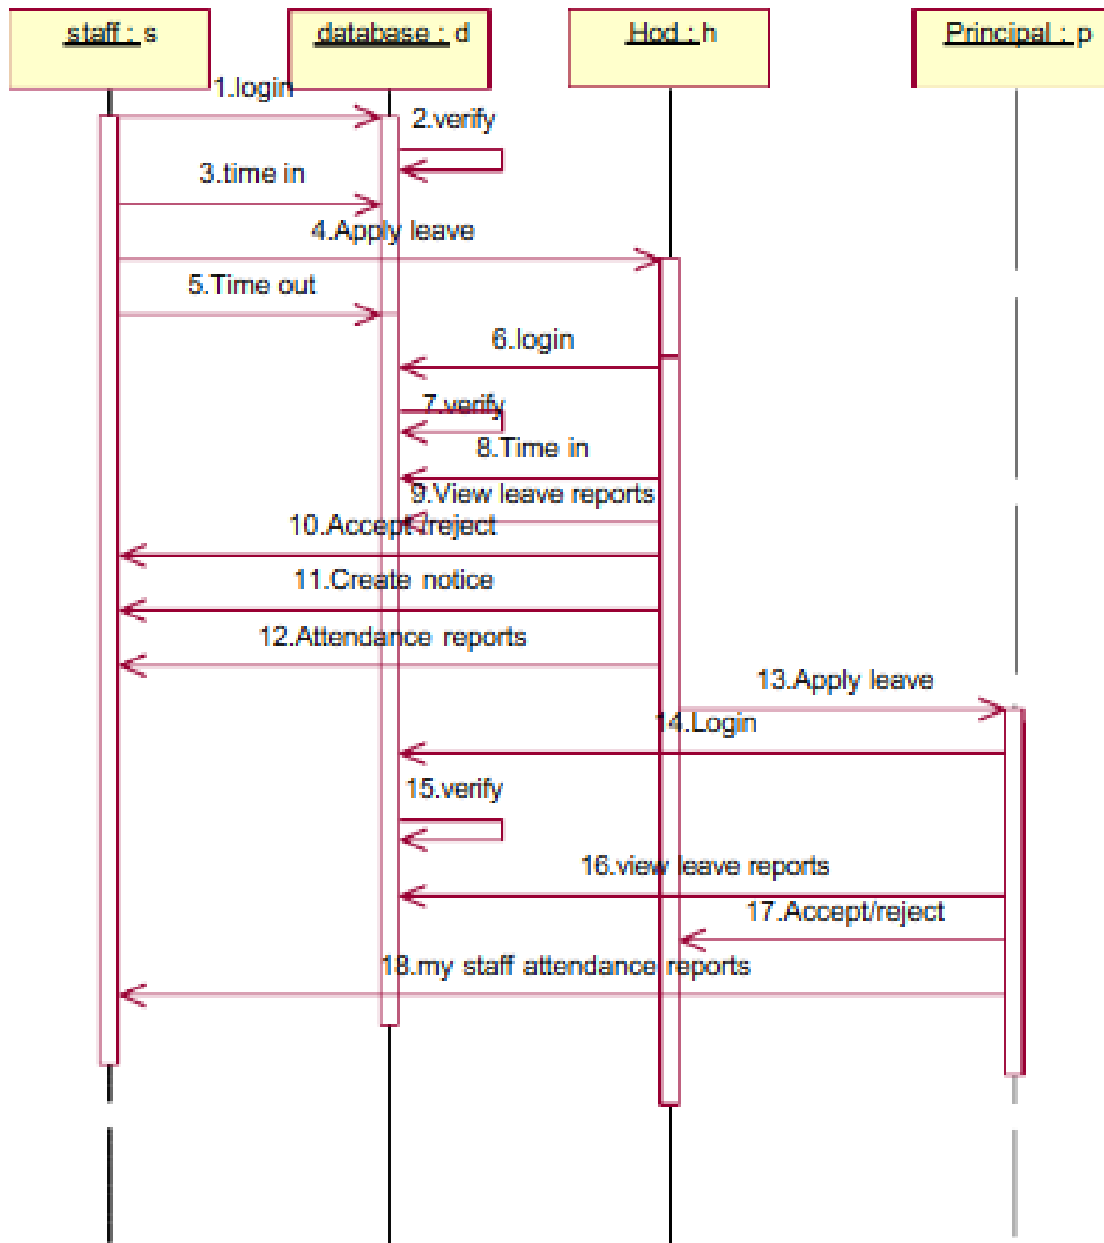 staff : s
database : d
Hod : h
Principal : p
1.login
2.verify
3.time in
4.Apply leave
5.Time out
6.login
7.verify
8.Time in
9.View leave reports
10.Accept /reject
11.Create notice
12.Attendance reports
13.Apply leave
14.Login
15.verify
16.view leave reports
17.Accept/reject
18.my staff attendance reports